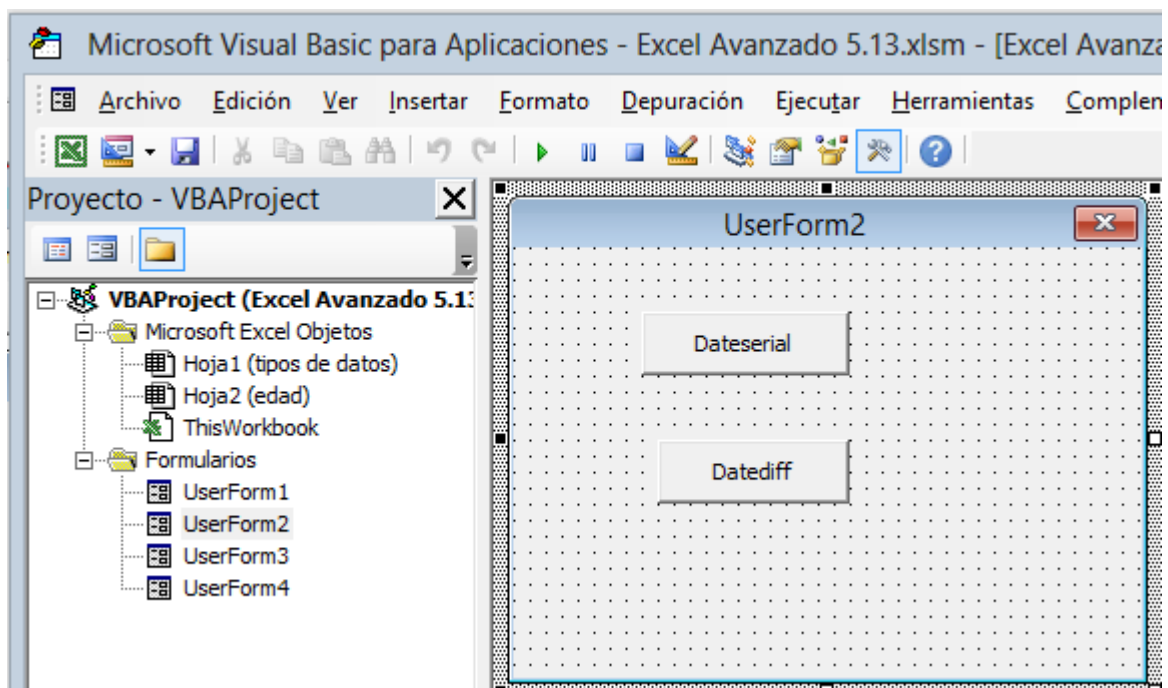 Microsoft Visual Basic para Aplicaciones - Excel Avanzado 5.13.xlsm - [Excel Avanza
Archivo Edición Ver Insertar Formato Depuración Ejecutar Herramientas Complem
Proyecto - VBAProject
UserForm2
VBAProject (Excel Avanzado 5.13
Microsoft Excel Objetos
Hoja1 (tipos de datos)
Hoja2 (edad)
ThisWorkbook
Formularios
UserForm1
UserForm2
UserForm3
UserForm4
Dateserial
Datediff